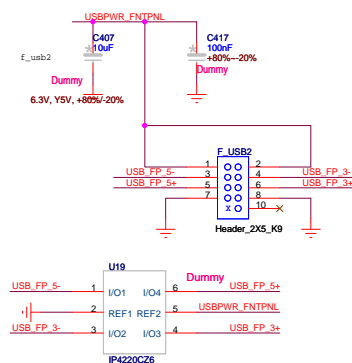 USBPWR_FNTPNL
C407
10uF
C417
100nF
+80%~-20%
f_usb2
Dummy
Dummy
6.3V, Y5V, +80%/-20%
F_USB2
1 2
USB_FP_5- 3 4 USB_FP_3-
USB_FP_5+ 5 6 USB_FP_3+
7 8
X 10
Header_2X5_K9
U19
Dummy
USB_FP_5- 1 I/O1 I/O4 6 USB_FP_5+
2 REF1 REF2 5 USBPWR_FNTPNL
USB_FP_3- 3 I/O2 I/O3 4 USB_FP_3+
IP4220CZ6